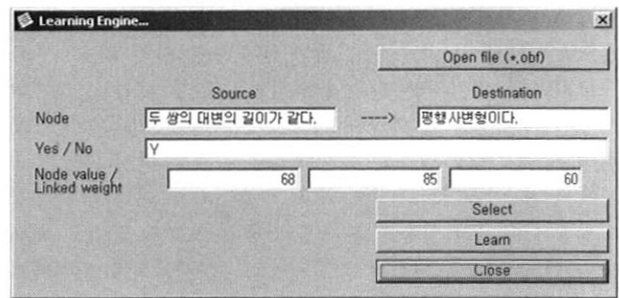 Learning Engine...
Open file (*,obf)
Source Destination
Node 두 쌍의 대변의 길이가 같다. ----> 평행사변형이다.
Yes / No Y
Node value /
Linked weight 68 85 60
Select
Learn
Close